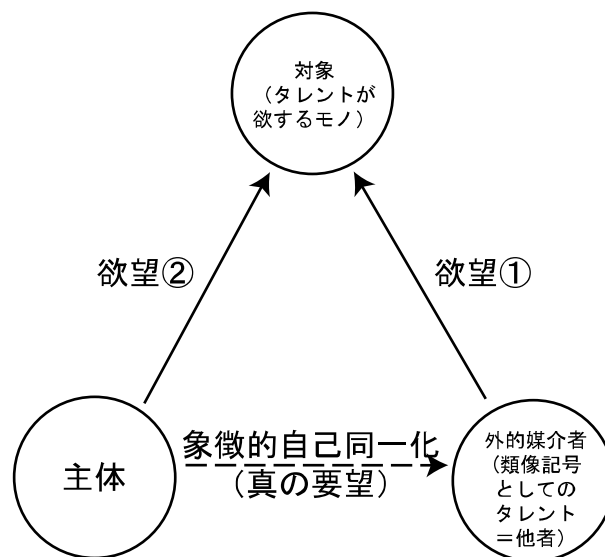 対象
（タレントが
欲するモノ）
欲望②
欲望①
主体
象徴的自己同一化
（真の要望）
外的媒介者
（類像記号
としての
タレント
＝他者）